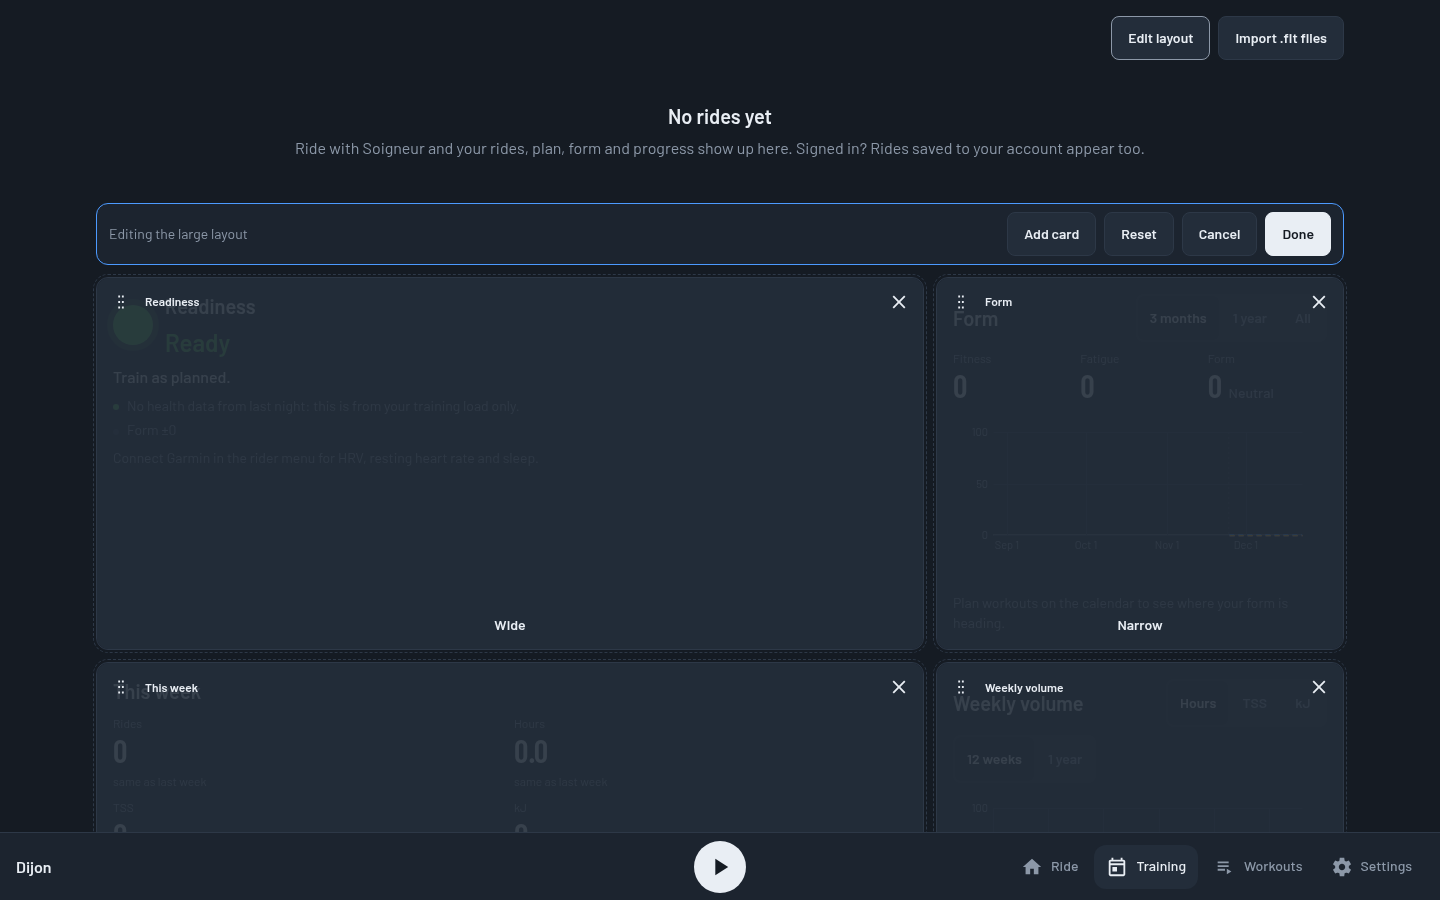 Edit layout
Import .fit files
No rides yet
Ride with Soigneur and your rides, plan, form and progress show up here. Signed in? Rides saved to your account appear too.
Editing the large layout
Add card
Reset
Cancel
Done
Readiness
Readiness
Ready
Train as planned.
No health data from last night: this is from your training load only.
Form ±0
Connect Garmin in the rider menu for HRV, resting heart rate and sleep.
Wide
Form
Form
3 months
1 year
All
Fitness
Fatigue
Form
0
0
0 Neutral
100
50
0
Sep 1
Oct 1
Nov 1
Dec 1
Plan workouts on the calendar to see where your form is
heading.
Narrow
This week
This week
Rides
Hours
0
0.0
same as last week
same as last week
TSS
kJ
0
0
Weekly volume
Weekly volume
Hours
TSS
kJ
12 weeks
1 year
100
Dijon
Ride
Training
Workouts
Settings